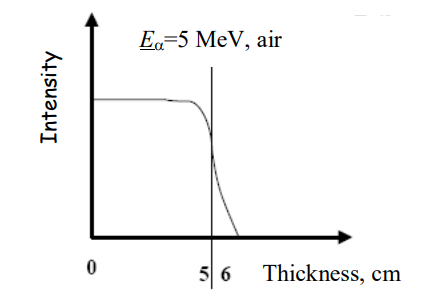 Eα=5 MeV, air
Intensity
0
5 6
Thickness, cm